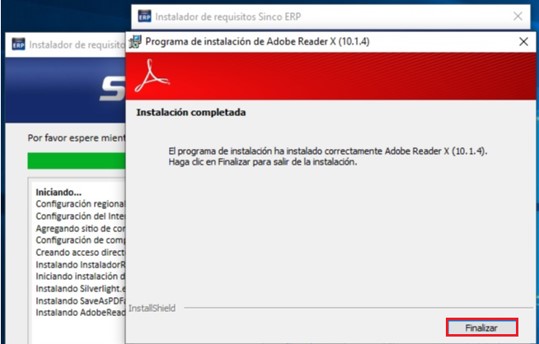 Instalador de requisitos Sinco ERP
Instalador de requisito
Programa de instalación de Adobe Reader X (10.1.4)
S
Instalación completada
Por favor espere mient
El programa de instalación ha instalado correctamente Adobe Reader X (10.1.4).
Haga clic en Finalizar para salir de la instalación.
Iniciando...
Configuración regional
Configuración del Inte
Agregando sitio de cor
Configuración de comp
Creando acceso direct
Instalando InstaladorR
Iniciando instalación d
Instalando Silverlight.e
Instalando SaveAsPDF
Instalando AdobeRead
InstallShield
Finalizar